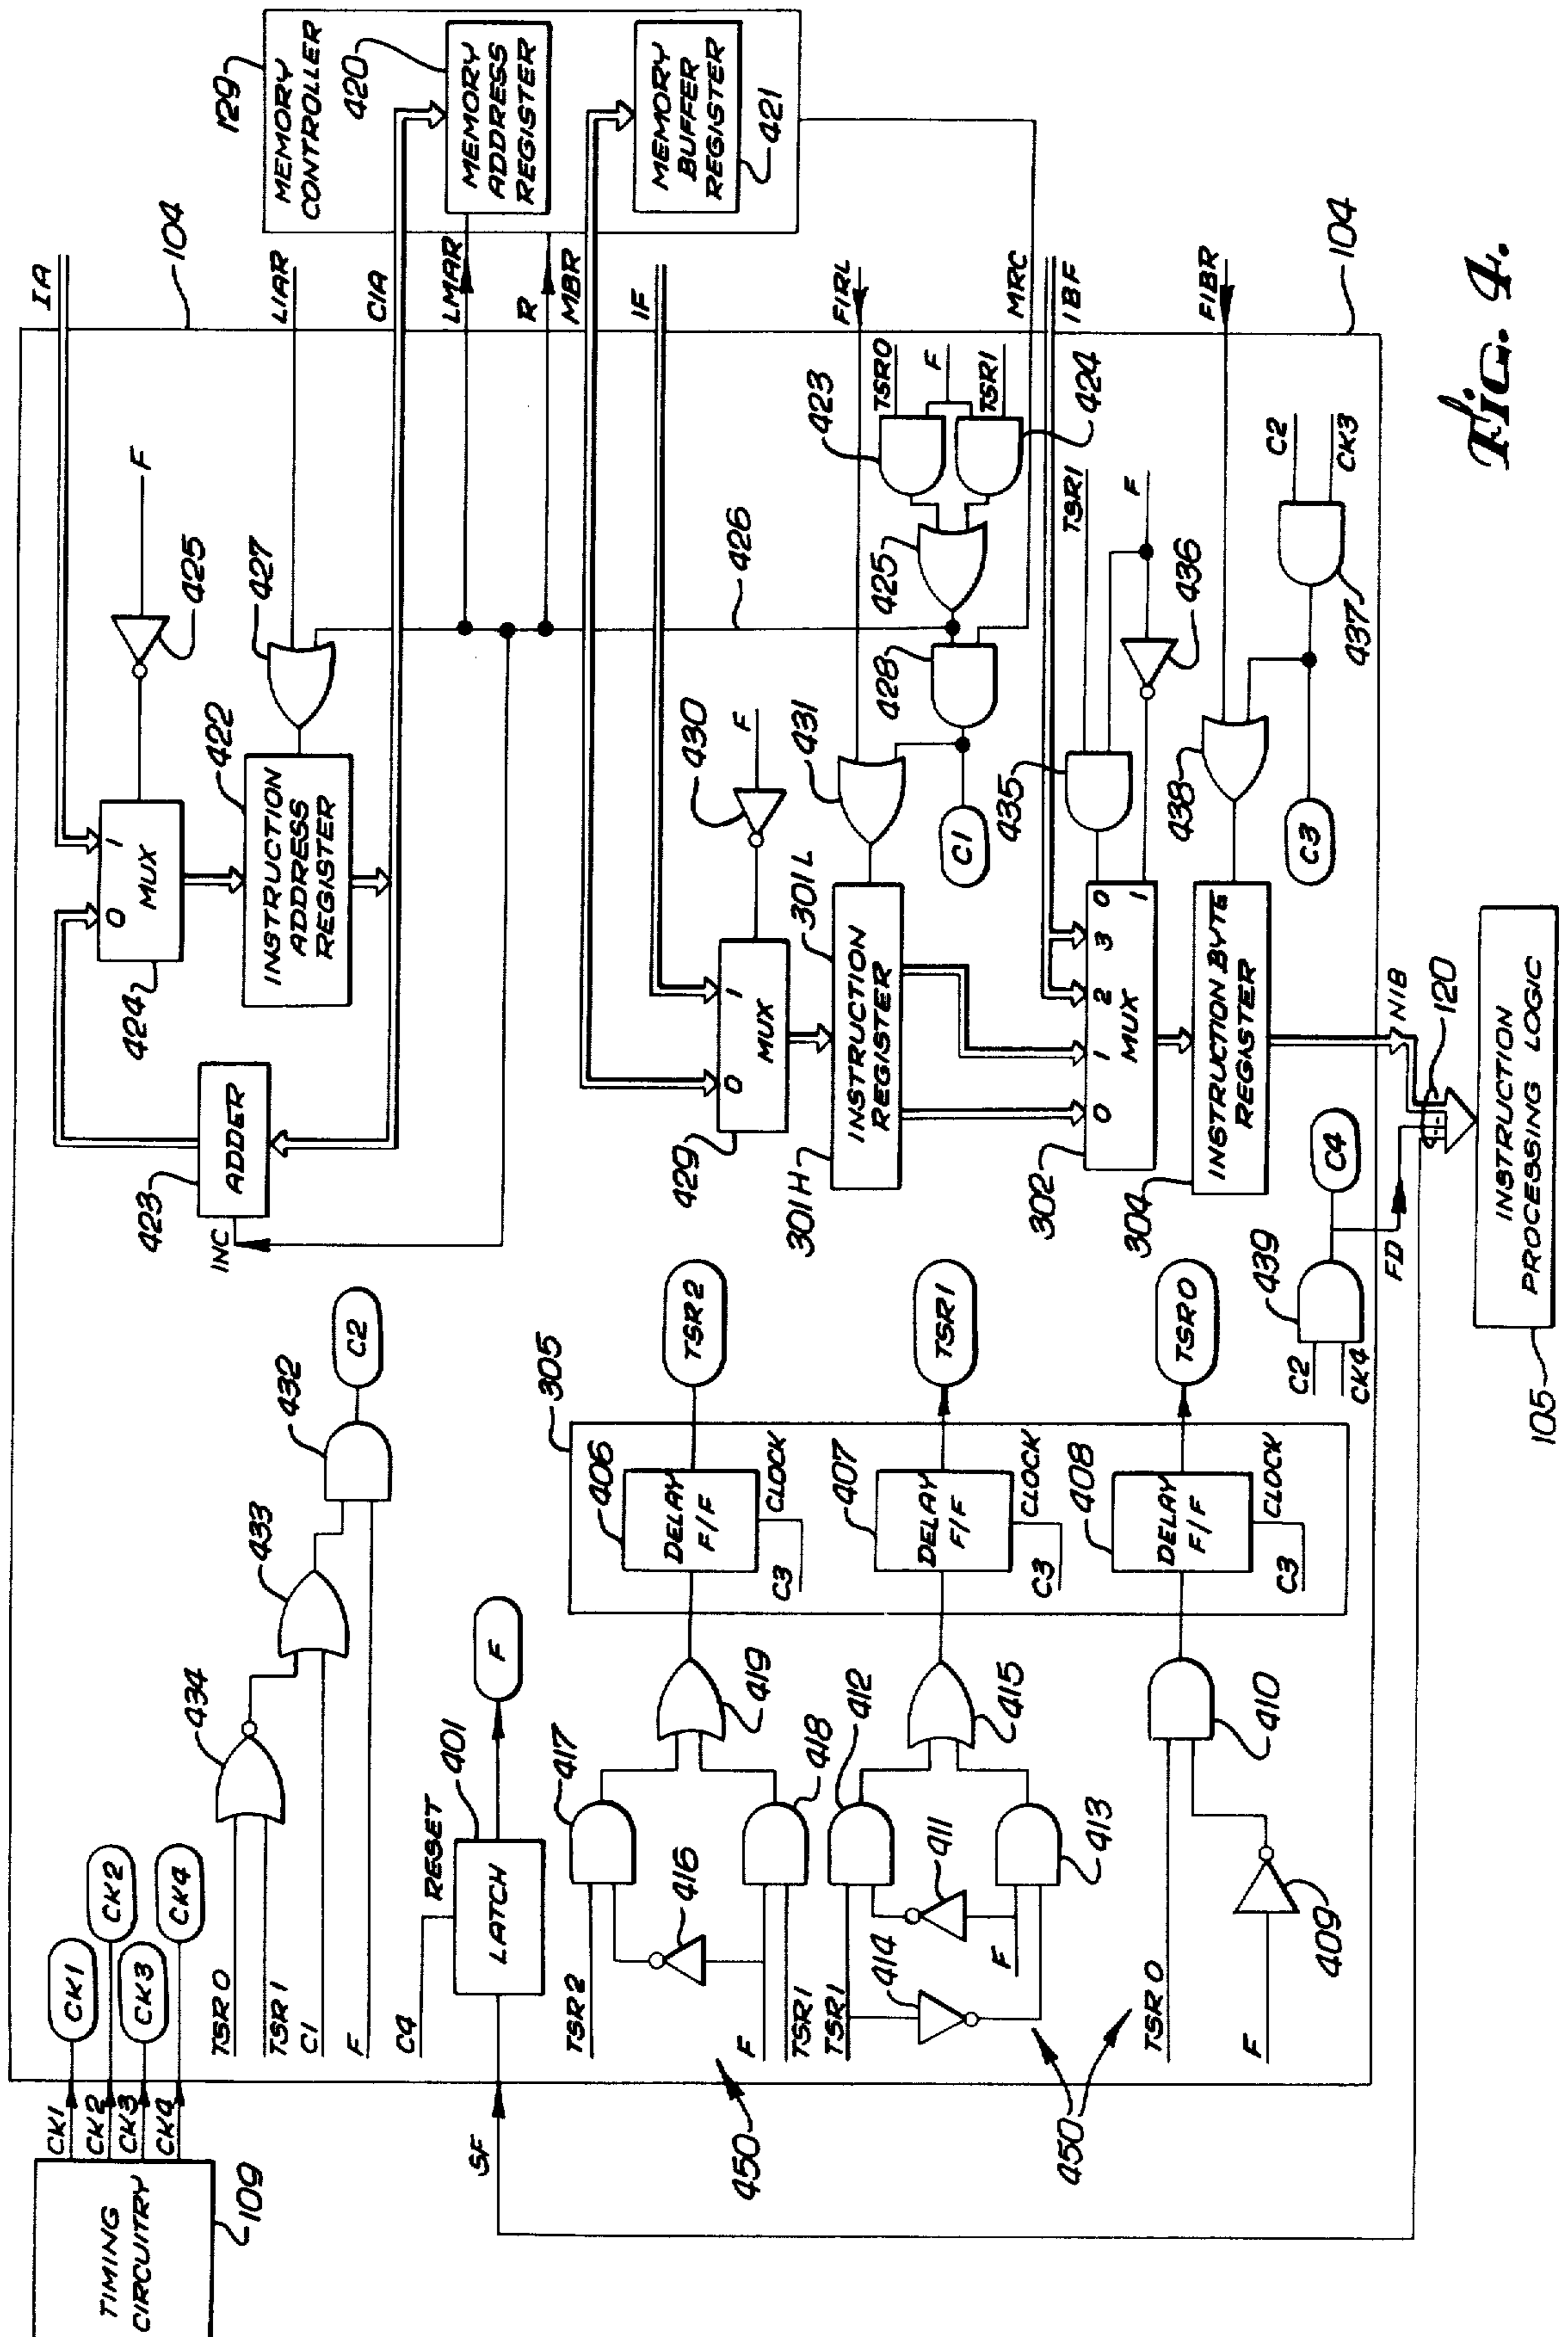 TIMING
CIRCUITRY
109
CK1
CK2
CK3
CK4
CK1
CK2
CK3
CK4
TSR0
TSR1
C1
F
434
433
432
C2
C4
RESET
401
LATCH
F
SF
TSR2
416
417
F
TSR1
418
419
450
TSR1
414
411
412
F
413
415
450
TSR0
F
409
410
305
406
DELAY
F/F
C3
CLOCK
TSR2
407
DELAY
F/F
C3
CLOCK
TSR1
408
DELAY
F/F
C3
CLOCK
TSR0
C2
CK4
439
C4
FD
120
NIB
105
INSTRUCTION
PROCESSING LOGIC
INC
423
ADDER
424
0
1
MUX
425
F
IA
104
422
INSTRUCTION
ADDRESS
REGISTER
427
LIAR
CIA
LMAR
R
MBR
IF
129
MEMORY
CONTROLLER
420
MEMORY
ADDRESS
REGISTER
MEMORY
BUFFER
REGISTER
421
429
0
1
MUX
430
F
301H
301L
INSTRUCTION
REGISTER
431
FIRL
C1
428
425
426
423
TSR0
F
TSR1
424
MRC
IBF
302
0
1
2
3
MUX
0
1
435
TSR1
F
436
304
INSTRUCTION BYTE
REGISTER
438
FIBR
C3
437
C2
CK3
104
Fig. 4.